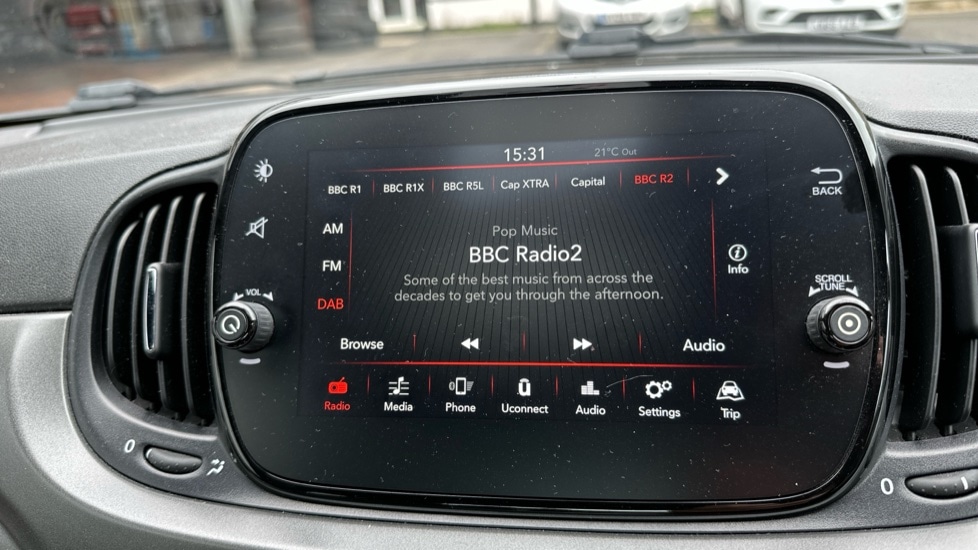 15:31 21°C Out
BBC R1 BBC R1X BBC R5L Cap XTRA Capital BBC R2
BACK
AM
Pop Music
BBC Radio2
FM
Info
Some of the best music from across the
decades to get you through the afternoon.
DAB
VOL
SCROLL
TUNE
Browse Audio
Radio Media Phone Uconnect Audio Settings Trip
0
0